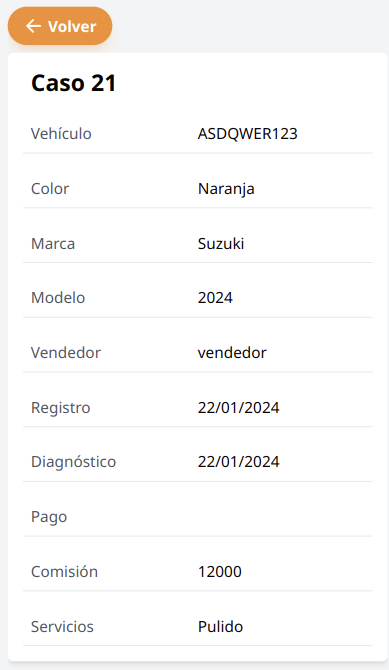 ← Volver
Caso 21
Vehículo ASDQWER123
Color Naranja
Marca Suzuki
Modelo 2024
Vendedor vendedor
Registro 22/01/2024
Diagnóstico 22/01/2024
Pago
Comisión 12000
Servicios Pulido